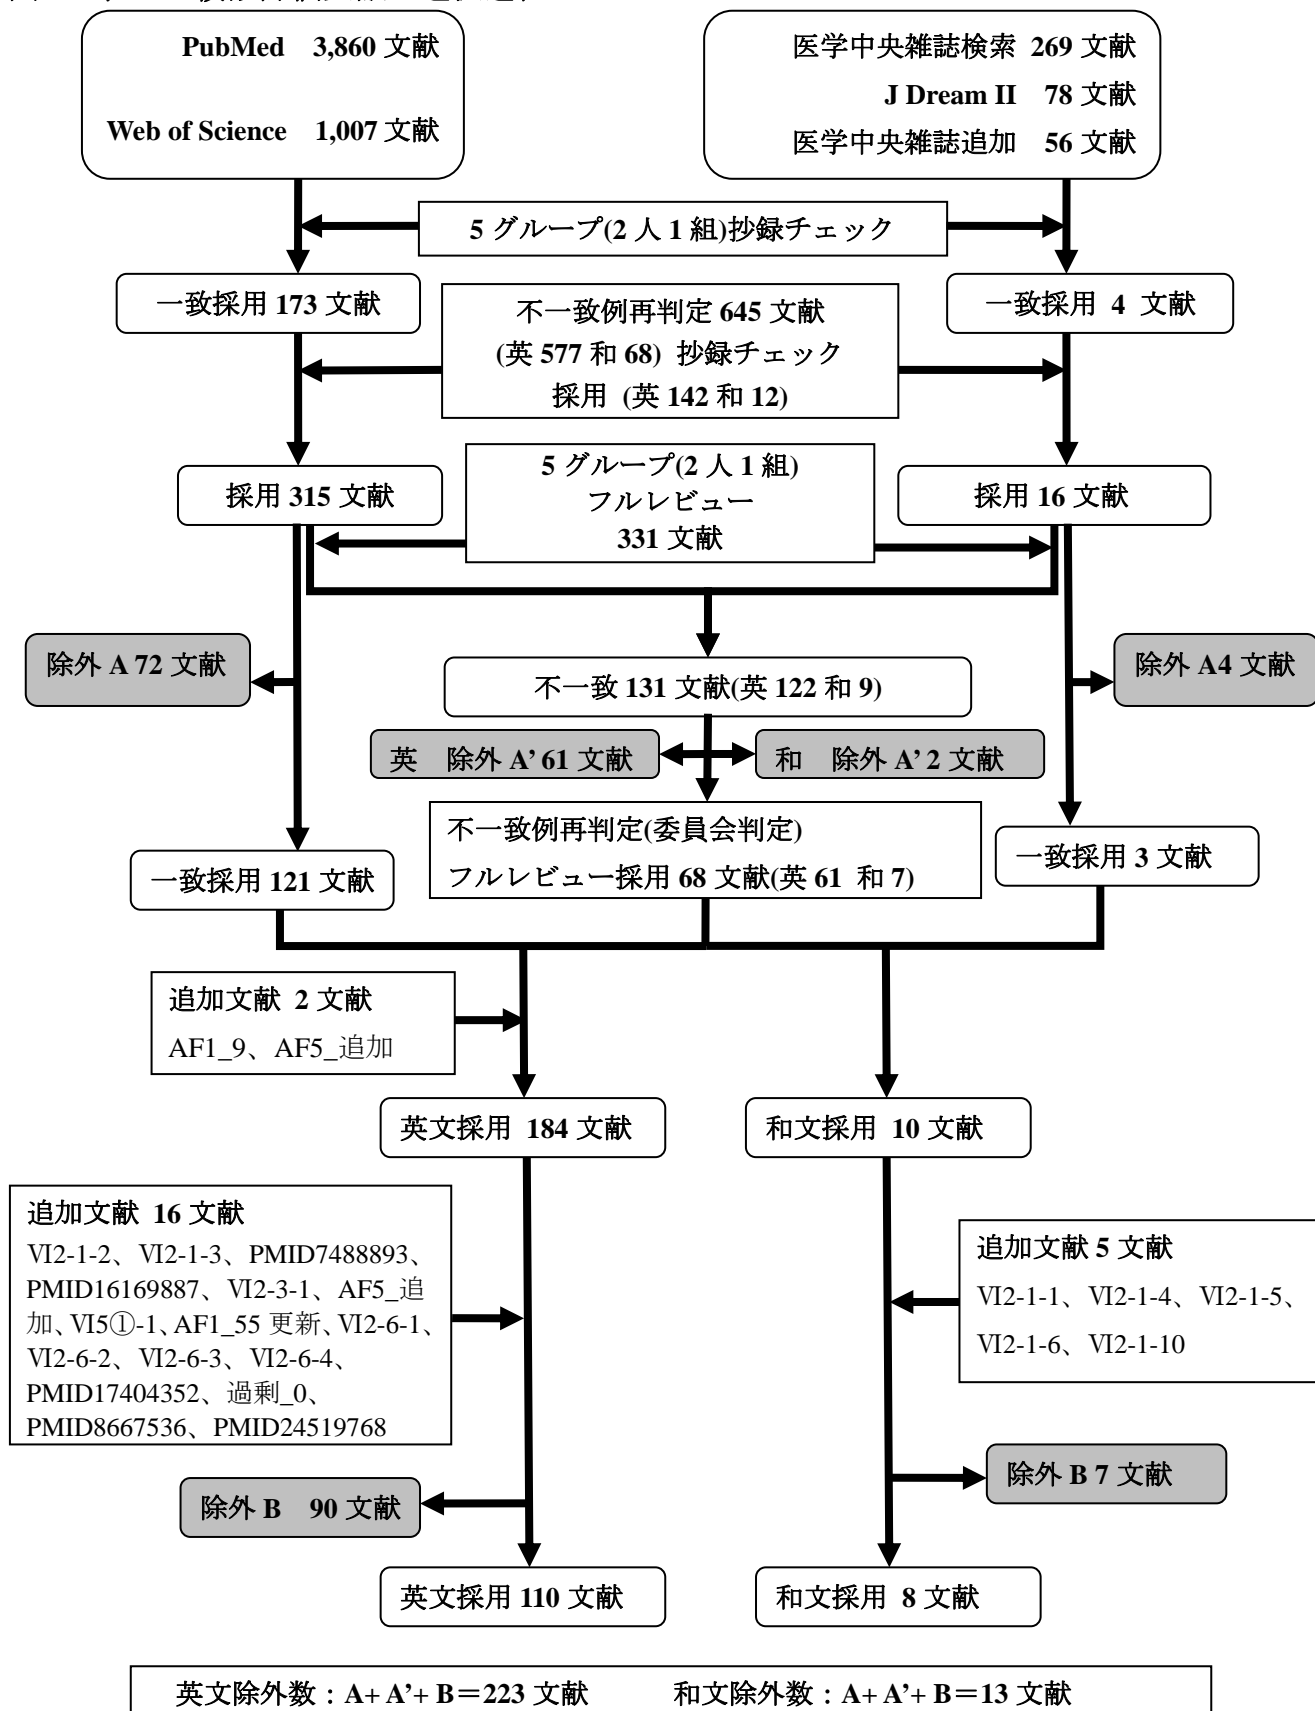 PubMed 3,860 文献
Web of Science 1,007 文献
医学中央雑誌検索 269 文献
J Dream II 78 文献
医学中央雑誌追加 56 文献
5 グループ(2 人 1 組)抄録チェック
一致採用 173 文献
不一致例再判定 645 文献
(英 577 和 68) 抄録チェック
採用 (英 142 和 12)
一致採用 4 文献
採用 315 文献
5 グループ(2 人 1 組)
フルレビュー
331 文献
採用 16 文献
除外 A 72 文献
不一致 131 文献(英 122 和 9)
除外 A4 文献
英 除外 A’ 61 文献
和 除外 A’ 2 文献
不一致例再判定(委員会判定)
フルレビュー採用 68 文献(英 61 和 7)
一致採用 121 文献
一致採用 3 文献
追加文献 2 文献
AF1_9、AF5_追加
英文採用 184 文献
和文採用 10 文献
追加文献 16 文献
VI2-1-2、VI2-1-3、PMID7488893、
PMID16169887、VI2-3-1、AF5_追
加、VI5①-1、AF1_55 更新、VI2-6-1、
VI2-6-2、VI2-6-3、VI2-6-4、
PMID17404352、過剰_0、
PMID8667536、PMID24519768
追加文献 5 文献
VI2-1-1、VI2-1-4、VI2-1-5、
VI2-1-6、VI2-1-10
除外 B 90 文献
除外 B 7 文献
英文採用 110 文献
和文採用 8 文献
英文除外数：A+ A’+ B＝223 文献 和文除外数：A+ A’+ B＝13 文献